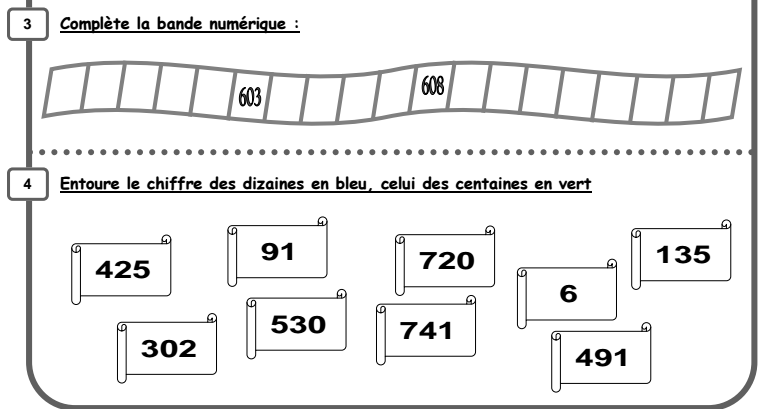 3 Complète la bande numérique :
603 608
4 Entoure le chiffre des dizaines en bleu, celui des centaines en vert
425 91 720 135
6
302 530 741 491